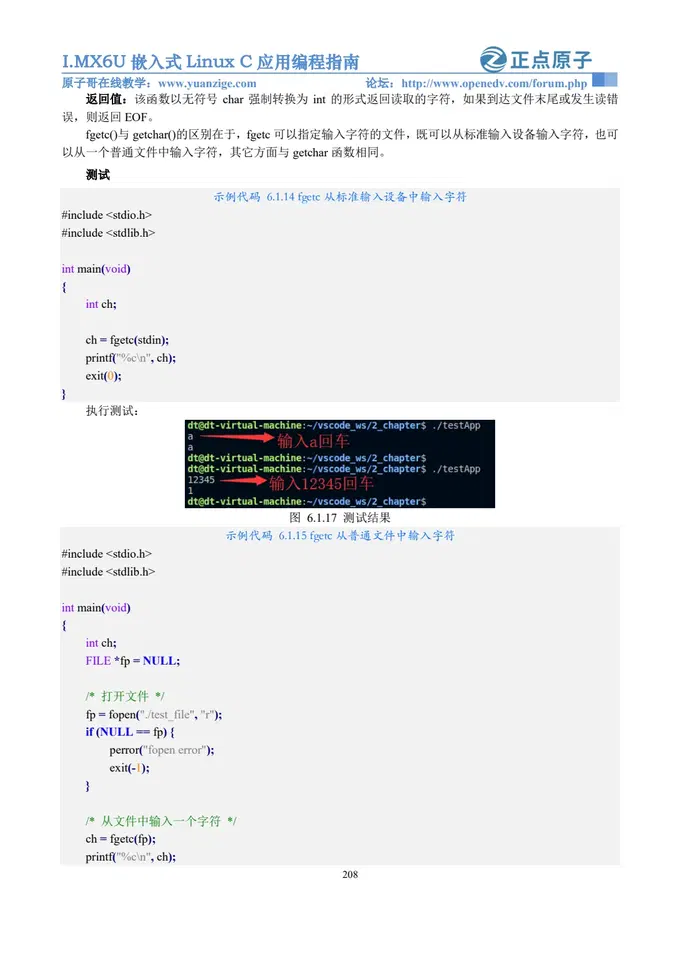 I.MX6U 嵌入式 Linux C 应用编程指南
正点原子
原子哥在线教学：www.yuanzige.com 论坛：http://www.openedv.com/forum.php
返回值：该函数以无符号 char 强制转换为 int 的形式返回读取的字符，如果到达文件末尾或发生读错
误，则返回 EOF。
fgetc()与 getchar()的区别在于，fgetc 可以指定输入字符的文件，既可以从标准输入设备输入字符，也可
以从一个普通文件中输入字符，其它方面与 getchar 函数相同。
测试
示例代码 6.1.14 fgetc 从标准输入设备中输入字符
#include <stdio.h>
#include <stdlib.h>
int main(void)
{
int ch;
ch = fgetc(stdin);
printf("%c\n", ch);
exit(0);
}
执行测试：
dt@dt-virtual-machine:~/vscode_ws/2_chapter$ ./testApp
a 输入a回车
a
dt@dt-virtual-machine:~/vscode_ws/2_chapter$
dt@dt-virtual-machine:~/vscode_ws/2_chapter$ ./testApp
12345 输入12345回车
1
dt@dt-virtual-machine:~/vscode_ws/2_chapter$
图 6.1.17 测试结果
示例代码 6.1.15 fgetc 从普通文件中输入字符
#include <stdio.h>
#include <stdlib.h>
int main(void)
{
int ch;
FILE *fp = NULL;
/* 打开文件 */
fp = fopen("./test_file", "r");
if (NULL == fp) {
perror("fopen error");
exit(-1);
}
/* 从文件中输入一个字符 */
ch = fgetc(fp);
printf("%c\n", ch);
208